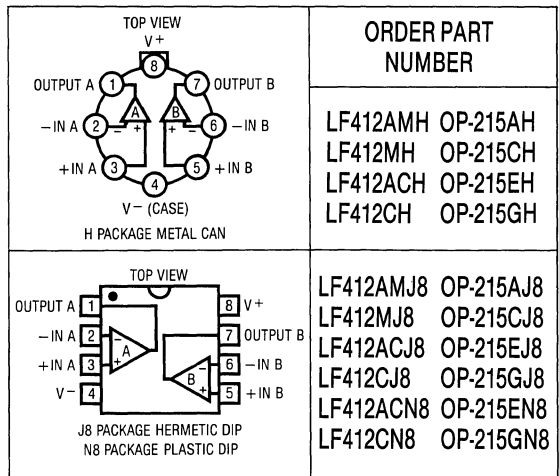 TOP VIEW
V+
8
OUTPUT A 1 7 OUTPUT B
A B
−IN A 2 − + + − 6 −IN B
+IN A 3 5 +IN B
4
V− (CASE)
H PACKAGE METAL CAN
ORDER PART
NUMBER
LF412AMH OP-215AH
LF412MH OP-215CH
LF412ACH OP-215EH
LF412CH OP-215GH
TOP VIEW
OUTPUT A 1 8 V+
−IN A 2 − 7 OUTPUT B
A
+IN A 3 + − 6 −IN B
B
V− 4 + 5 +IN B
J8 PACKAGE HERMETIC DIP
N8 PACKAGE PLASTIC DIP
LF412AMJ8 OP-215AJ8
LF412MJ8 OP-215CJ8
LF412ACJ8 OP-215EJ8
LF412CJ8 OP-215GJ8
LF412ACN8 OP-215EN8
LF412CN8 OP-215GN8